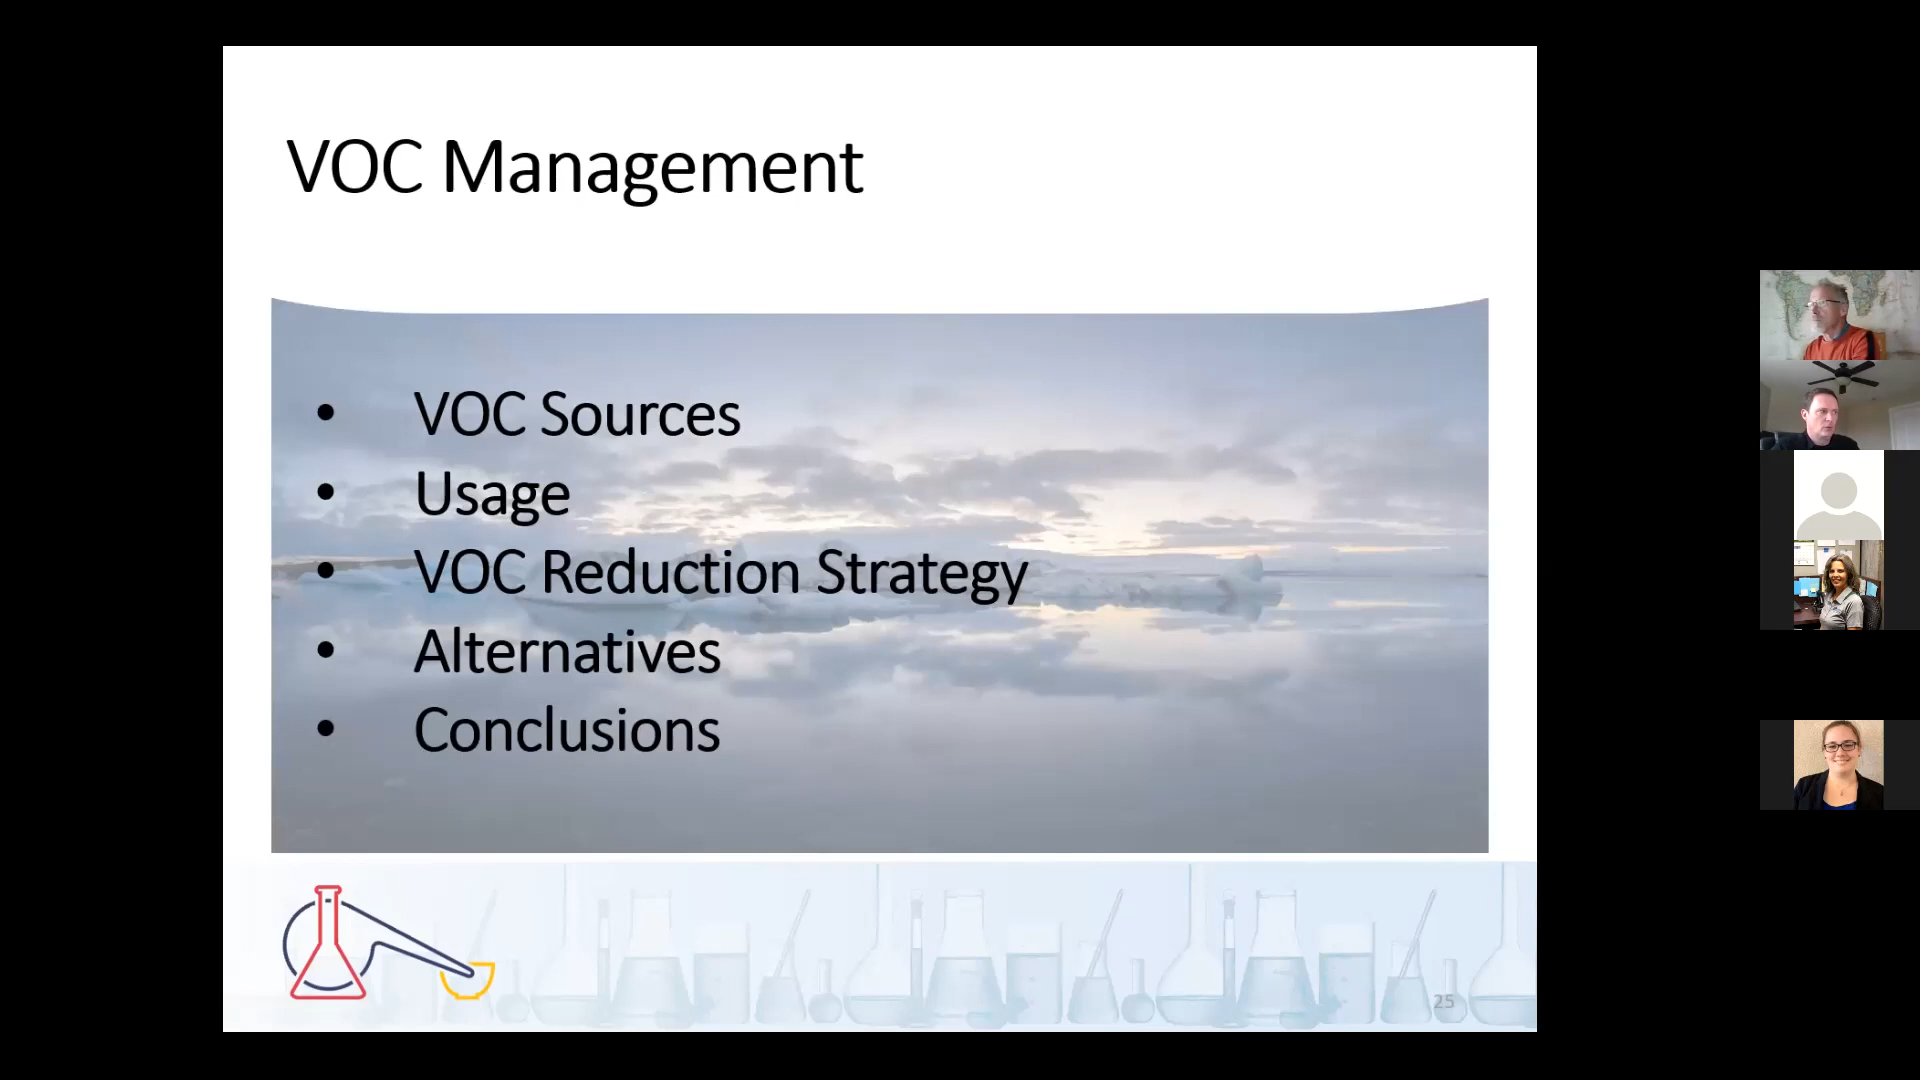 VOC Management
• VOC Sources
• Usage
• VOC Reduction Strategy
• Alternatives
• Conclusions
25